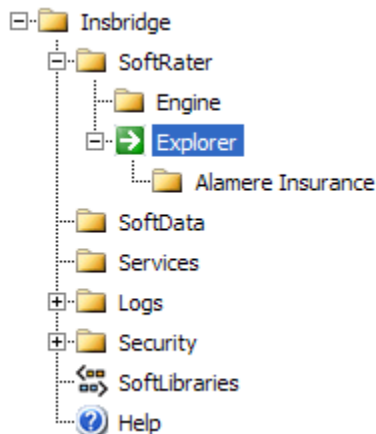 Insbridge
SoftRater
Engine
Explorer
Alamere Insurance
SoftData
Services
Logs
Security
SoftLibraries
Help